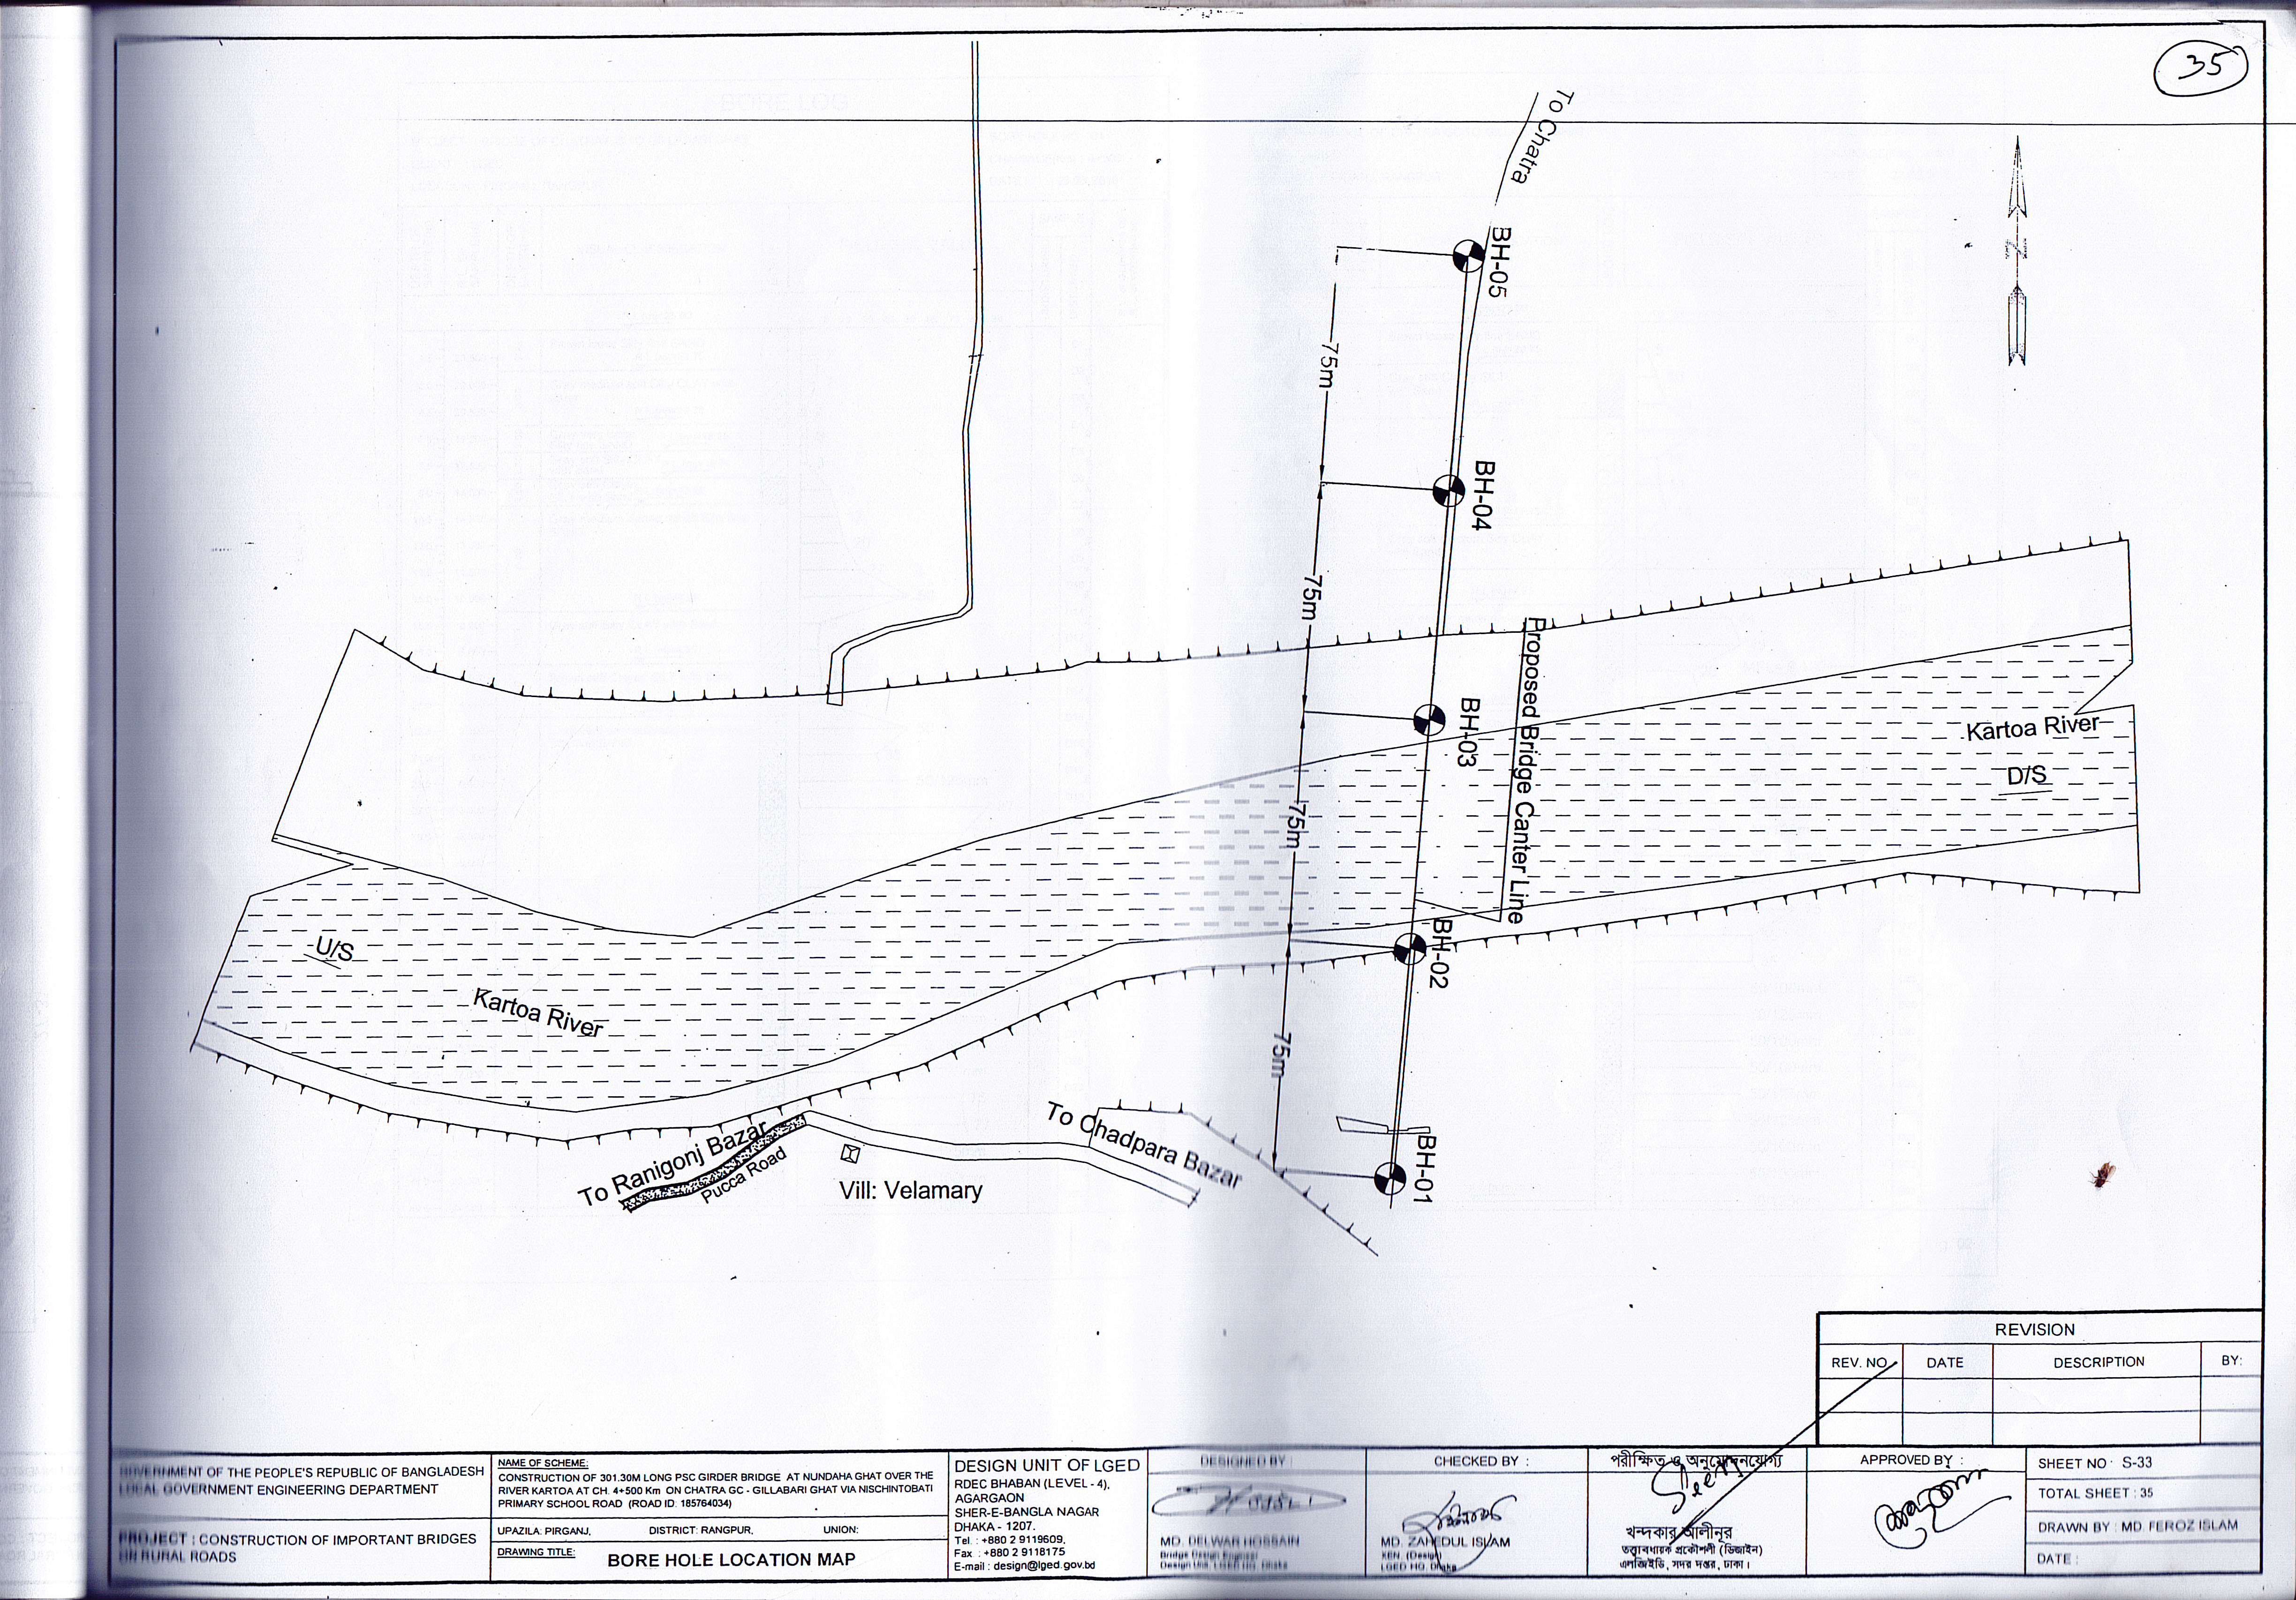 35
To Chatra
N
BH-05
75m
BH-04
75m
Proposed Bridge Canter Line
BH-03
Kartoa River
D/S
75m
BH-02
U/S
Kartoa River
75m
To Chadpara Bazar
BH-01
To Ranigonj Bazar
Pucca Road
Vill: Velamary
REVISION
REV. NO
DATE
DESCRIPTION
BY:
GOVERNMENT OF THE PEOPLE'S REPUBLIC OF BANGLADESH
LOCAL GOVERNMENT ENGINEERING DEPARTMENT
PROJECT : CONSTRUCTION OF IMPORTANT BRIDGES
ON RURAL ROADS
NAME OF SCHEME:
CONSTRUCTION OF 301.30M LONG PSC GIRDER BRIDGE AT NUNDAHA GHAT OVER THE
RIVER KARTOA AT CH. 4+500 Km ON CHATRA GC - GILLABARI GHAT VIA NISCHINTOBATI
PRIMARY SCHOOL ROAD (ROAD ID: 185764034)
UPAZILA: PIRGANJ, DISTRICT: RANGPUR, UNION:
DRAWING TITLE:
BORE HOLE LOCATION MAP
DESIGN UNIT OF LGED
RDEC BHABAN (LEVEL - 4),
AGARGAON
SHER-E-BANGLA NAGAR
DHAKA - 1207.
Tel. : +880 2 9119609,
Fax : +880 2 9118175
E-mail : design@lged.gov.bd
DESIGNED BY :
MD. DELWAR HOSSAIN
Bridge Design Engineer
Design Unit, LGED HQ, Dhaka
CHECKED BY :
MD. ZAHEDUL ISLAM
XEN. (Design)
LGED HQ. Dhaka
পরীক্ষিত ও অনুমোদনযোগ্য
খন্দকার আলীনূর
তত্ত্বাবধায়ক প্রকৌশলী (ডিজাইন)
এলজিইডি, সদর দপ্তর, ঢাকা।
APPROVED BY :
SHEET NO : S-33
TOTAL SHEET : 35
DRAWN BY : MD. FEROZ ISLAM
DATE :